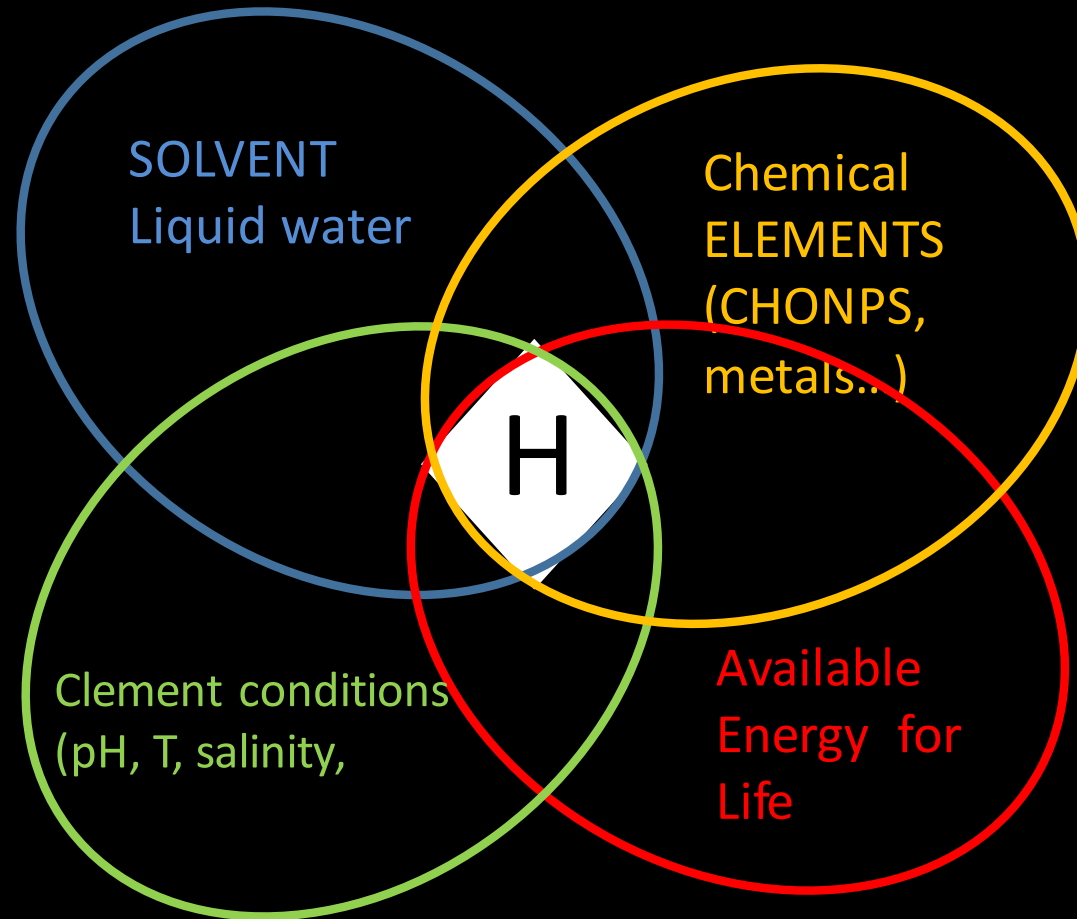 SOLVENT
Liquid water
Chemical
ELEMENTS
(CHONPS,
metals...)
H
Clement conditions
(pH, T, salinity,
Available
Energy for
Life